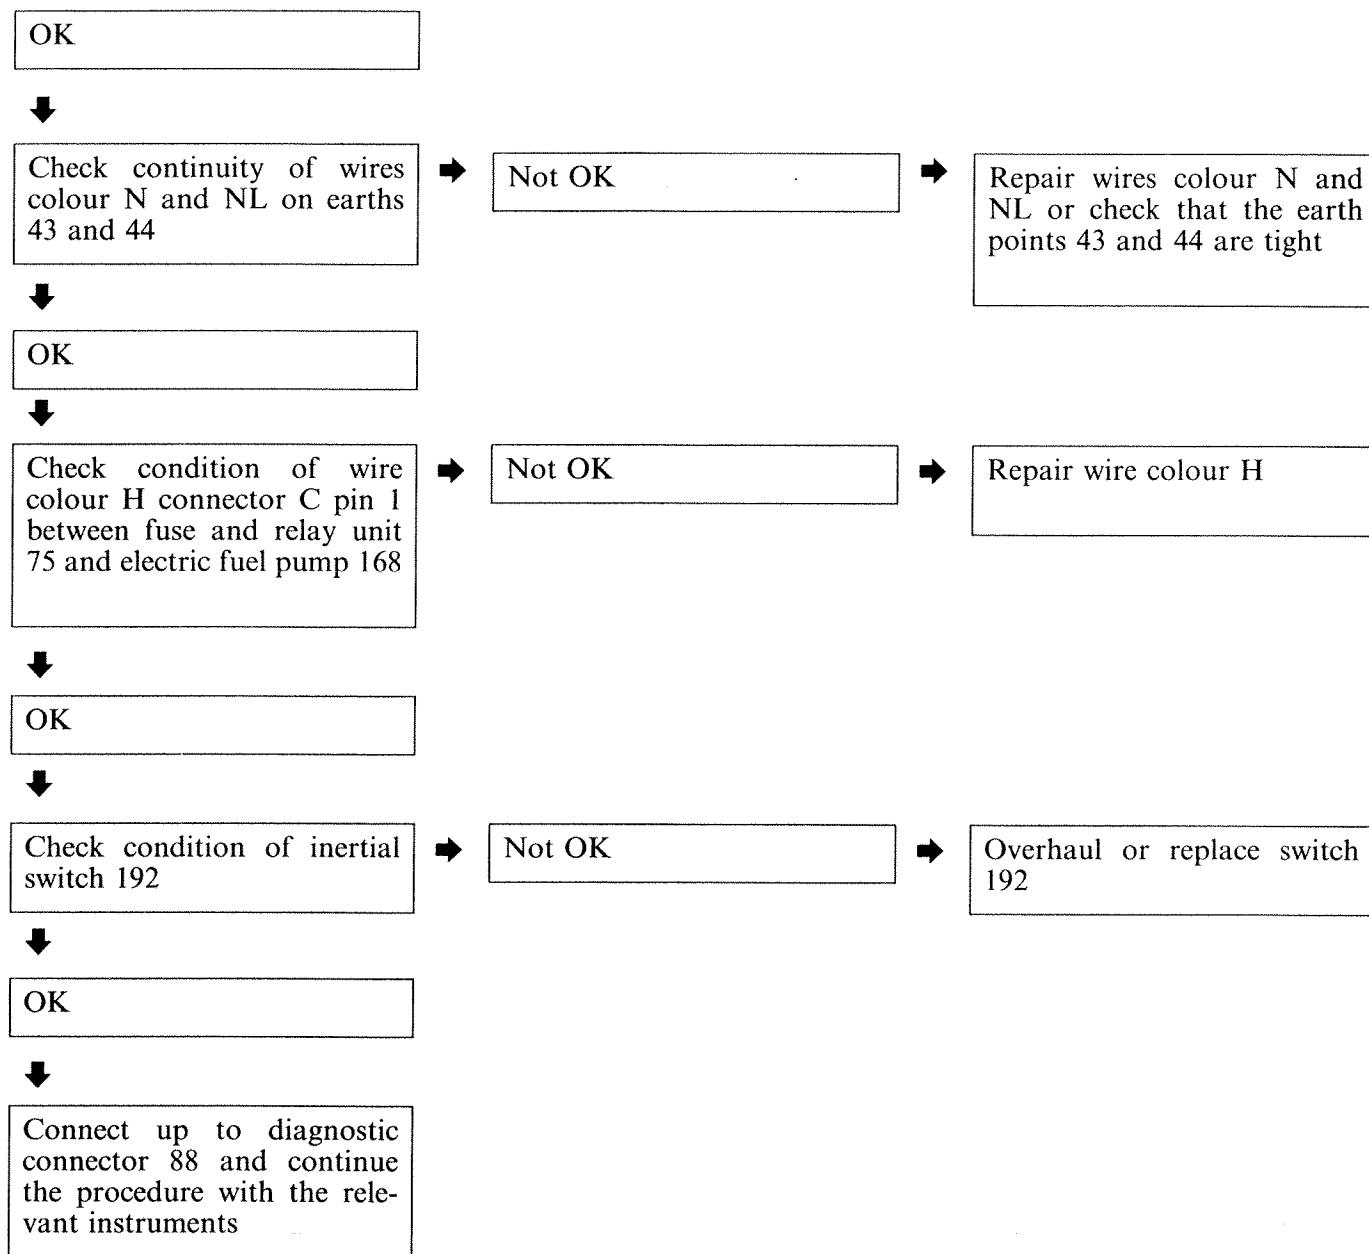 OK
Check continuity of wires
colour N and NL on earths
43 and 44
Not OK
Repair wires colour N and
NL or check that the earth
points 43 and 44 are tight
OK
Check condition of wire
colour H connector C pin 1
between fuse and relay unit
75 and electric fuel pump 168
Not OK
Repair wire colour H
OK
Check condition of inertial
switch 192
Not OK
Overhaul or replace switch
192
OK
Connect up to diagnostic
connector 88 and continue
the procedure with the rele-
vant instruments